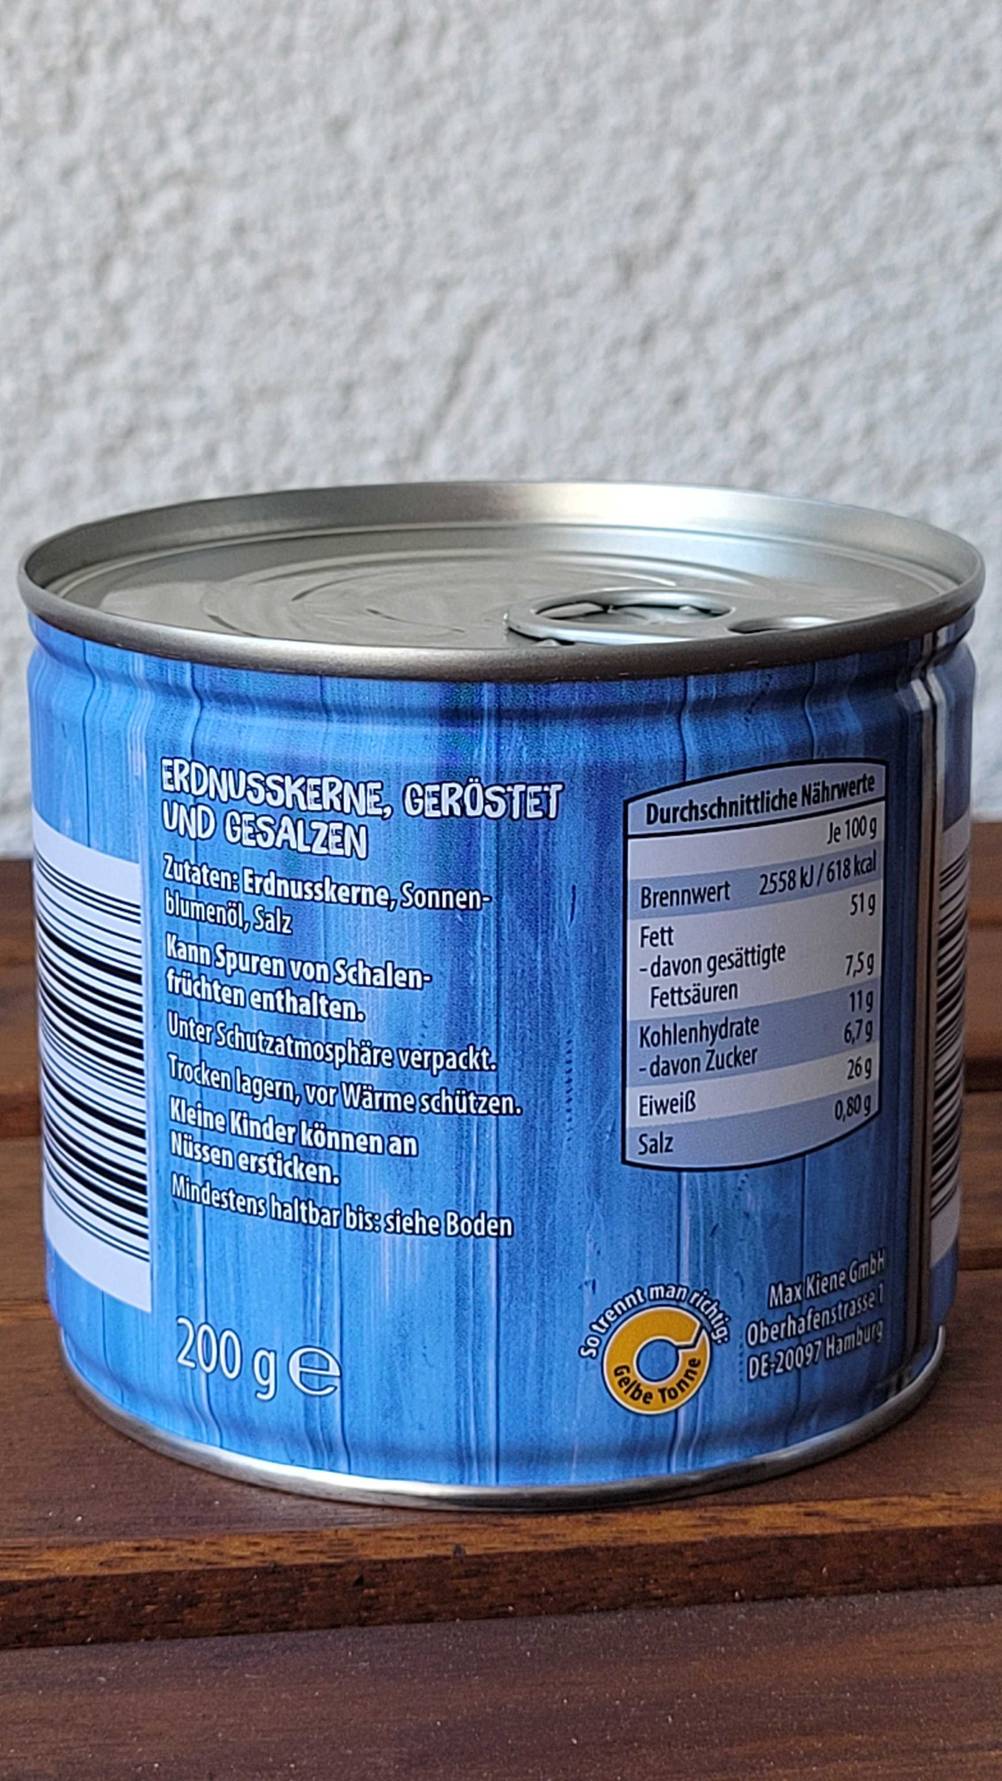 ERDNUSSKERNE, GERÖSTET
UND GESALZEN
Zutaten: Erdnusskerne, Sonnen-
blumenöl, Salz
Kann Spuren von Schalen-
früchten enthalten.
Unter Schutzatmosphäre verpackt.
Trocken lagern, vor Wärme schützen.
Kleine Kinder können an
Nüssen ersticken.
Mindestens haltbar bis: siehe Boden
200 g e
Durchschnittliche Nährwerte
Je 100 g
Brennwert 2558 kJ / 618 kcal
Fett 51 g
- davon gesättigte
Fettsäuren 7,5 g
Kohlenhydrate 11 g
- davon Zucker 6,7 g
Eiweiß 26 g
Salz 0,80 g
So trennt man richtig:
Gelbe Tonne
Max Kiene GmbH
Oberhafenstrasse 1
DE-20097 Hamburg